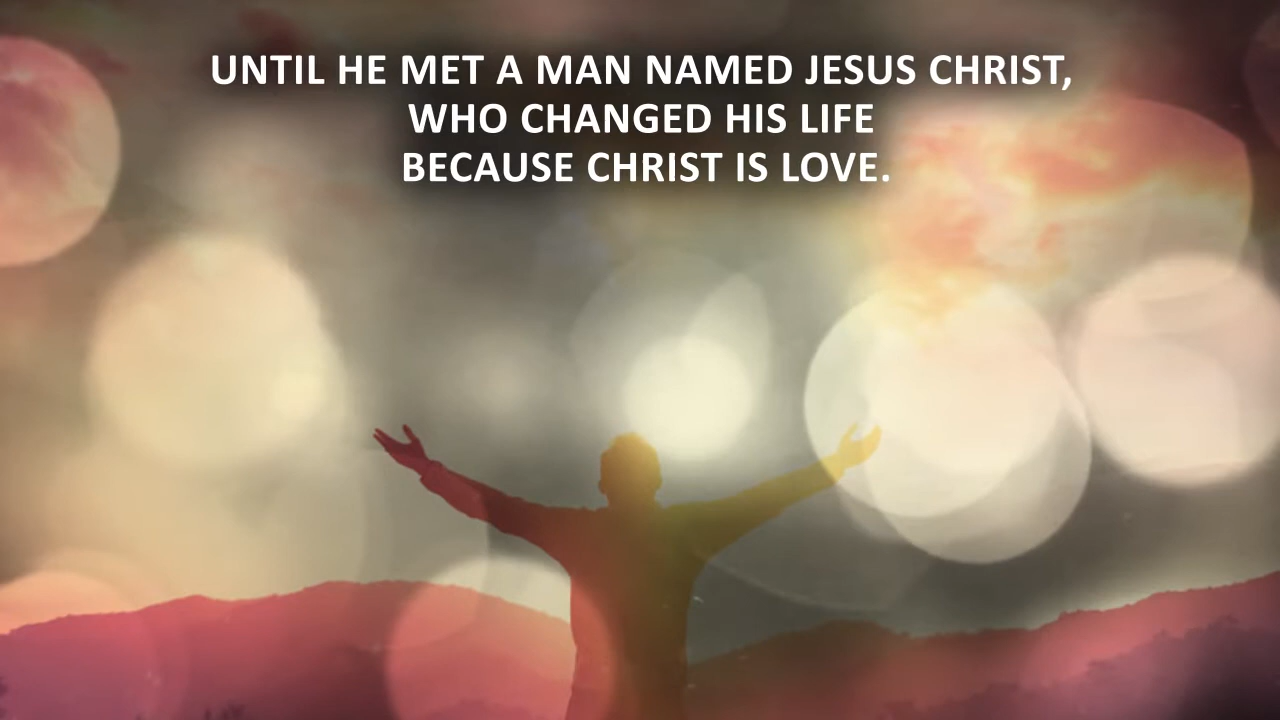 UNTIL HE MET A MAN NAMED JESUS CHRIST,
WHO CHANGED HIS LIFE
BECAUSE CHRIST IS LOVE.